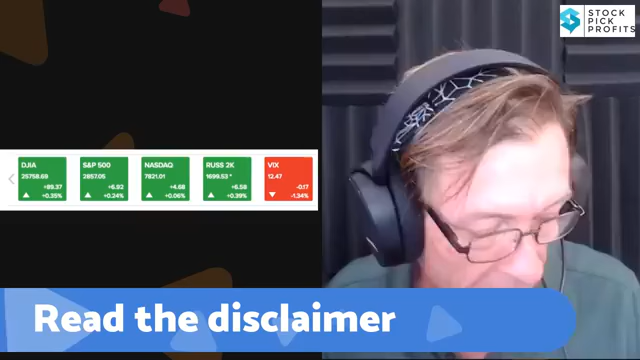 STOCK
PICK
PROFITS
DJIA
25758.69
+89.37
+0.35%
S&P 500
2857.05
+6.92
+0.24%
NASDAQ
7821.01
+4.68
+0.06%
RUSS 2K
1699.53 *
+6.58
+0.39%
VIX
12.47
-0.17
-1.34%
Read the disclaimer